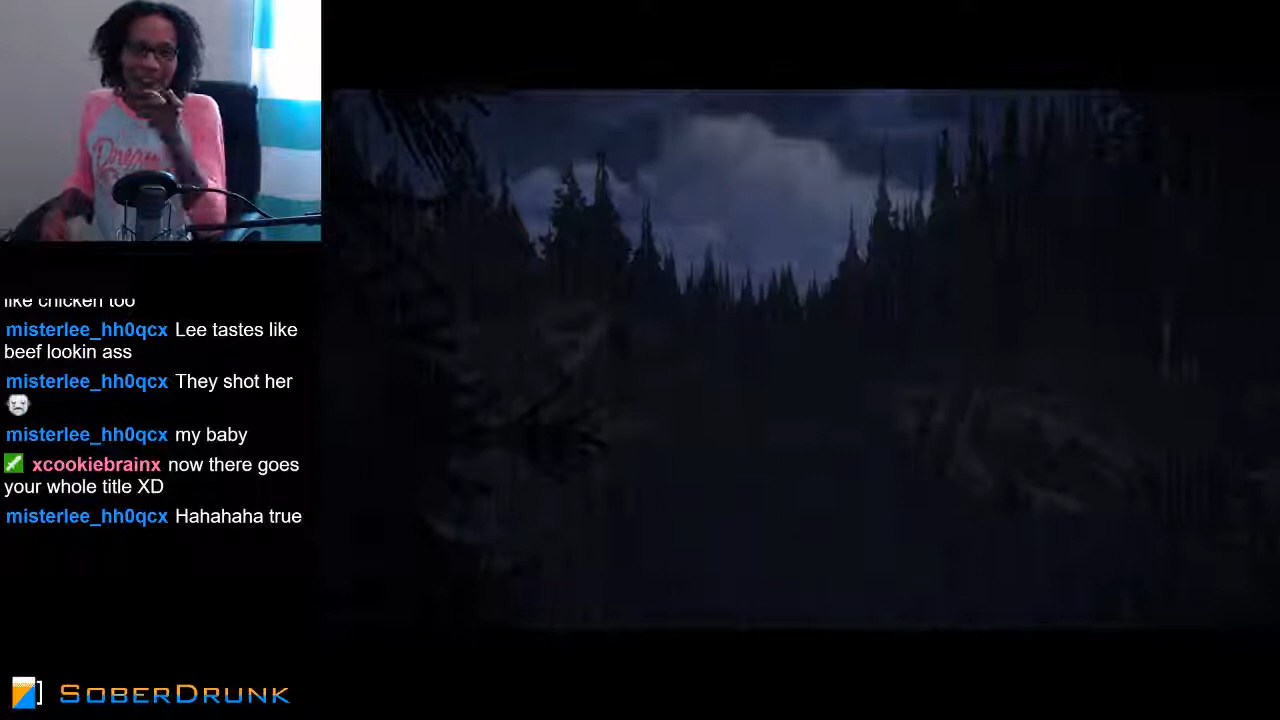 Dream
like chicken too
misterlee_hh0qcx Lee tastes like
beef lookin ass
misterlee_hh0qcx They shot her
misterlee_hh0qcx my baby
xcookiebrainx now there goes
your whole title XD
misterlee_hh0qcx Hahahaha true
SOBERDRUNK